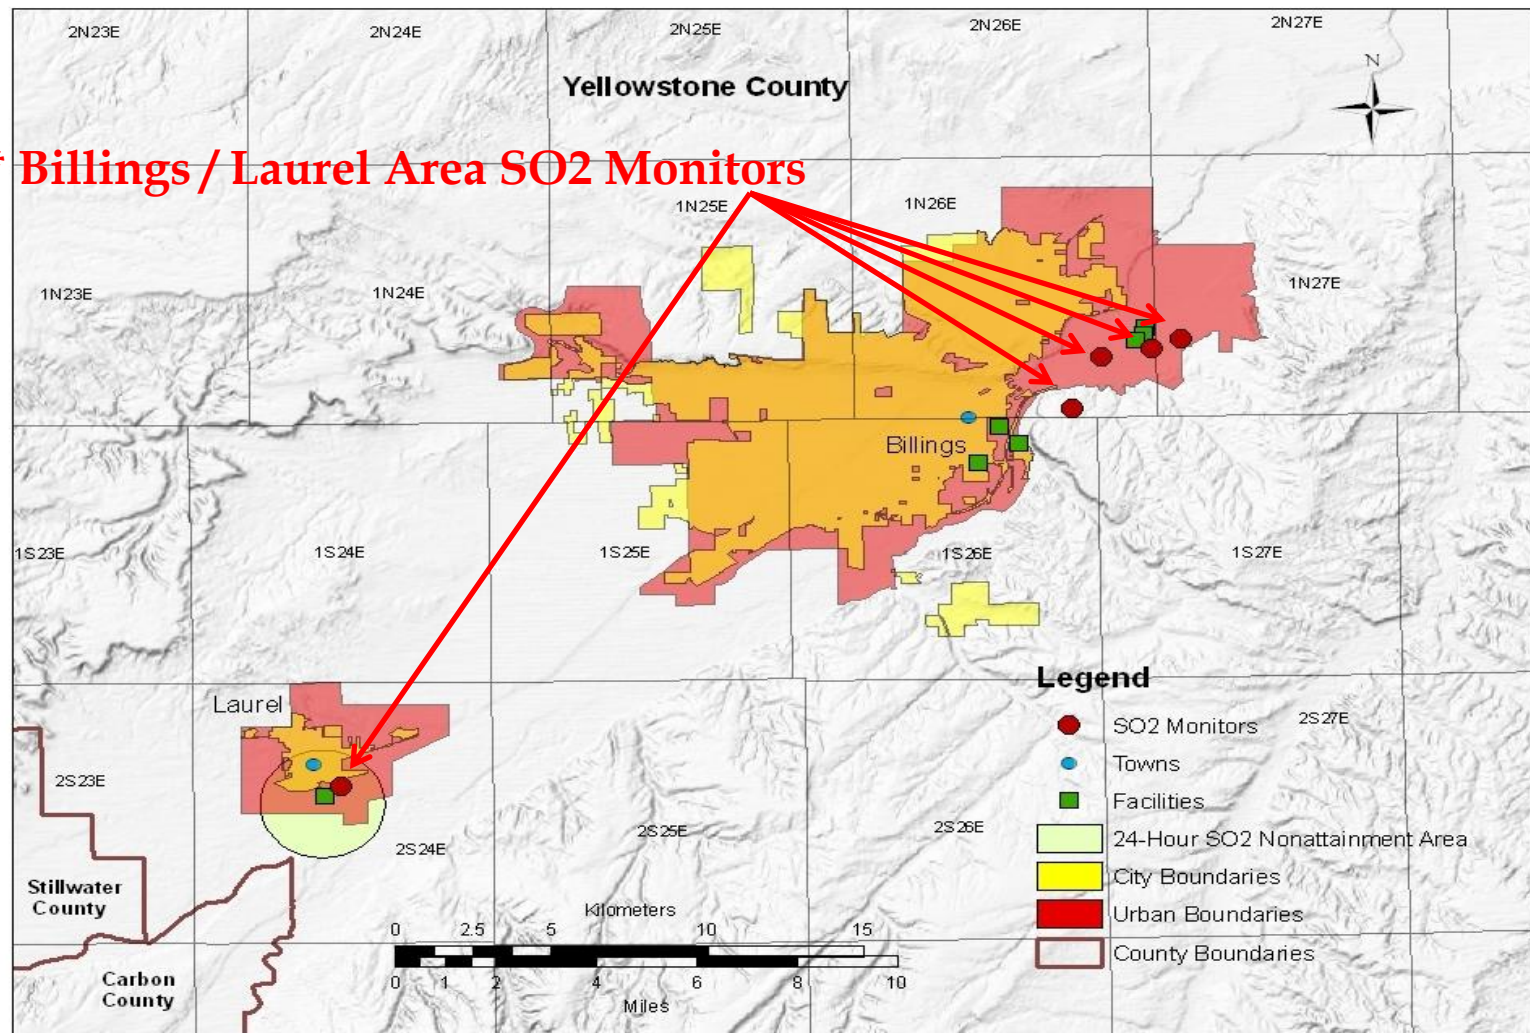 2N23E
2N24E
2N25E
2N26E
2N27E
Yellowstone County
N
Billings / Laurel Area SO2 Monitors
1N25E
1N26E
1N23E
1N24E
1N27E
Billings
1S23E
1S24E
1S25E
1S26E
1S27E
Legend
Laurel
SO2 Monitors
2S27E
Towns
2S23E
Facilities
2S25E
2S26E
24-Hour SO2 Nonattainment Area
2S24E
City Boundaries
Stillwater
County
Urban Boundaries
Kilometers
0 2.5 5 10 15
County Boundaries
Carbon
County
0 1 2 4 6 8 10
Miles